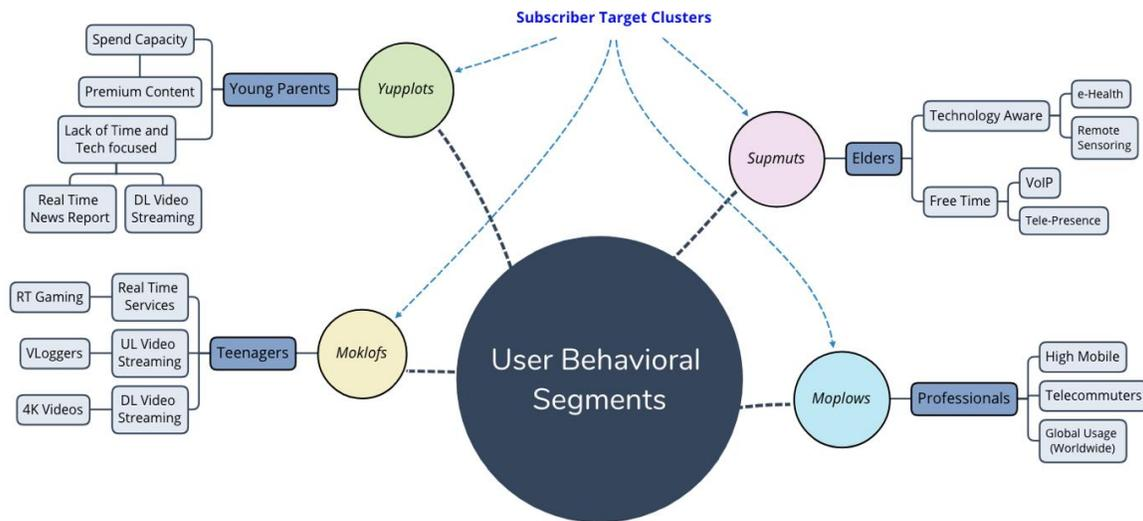 Subscriber Target Clusters
Spend Capacity
Premium Content
Young Parents
Yupplots
Lack of Time and
Tech focused
Real Time
News Report
DL Video
Streaming
Supmuts
Elders
Technology Aware
e-Health
Remote
Sensoring
Free Time
VoIP
Tele-Presence
RT Gaming
Real Time
Services
VLoggers
UL Video
Streaming
4K Videos
DL Video
Streaming
Teenagers
Moklofs
User Behavioral
Segments
Moplows
Professionals
High Mobile
Telecommuters
Global Usage
(Worldwide)